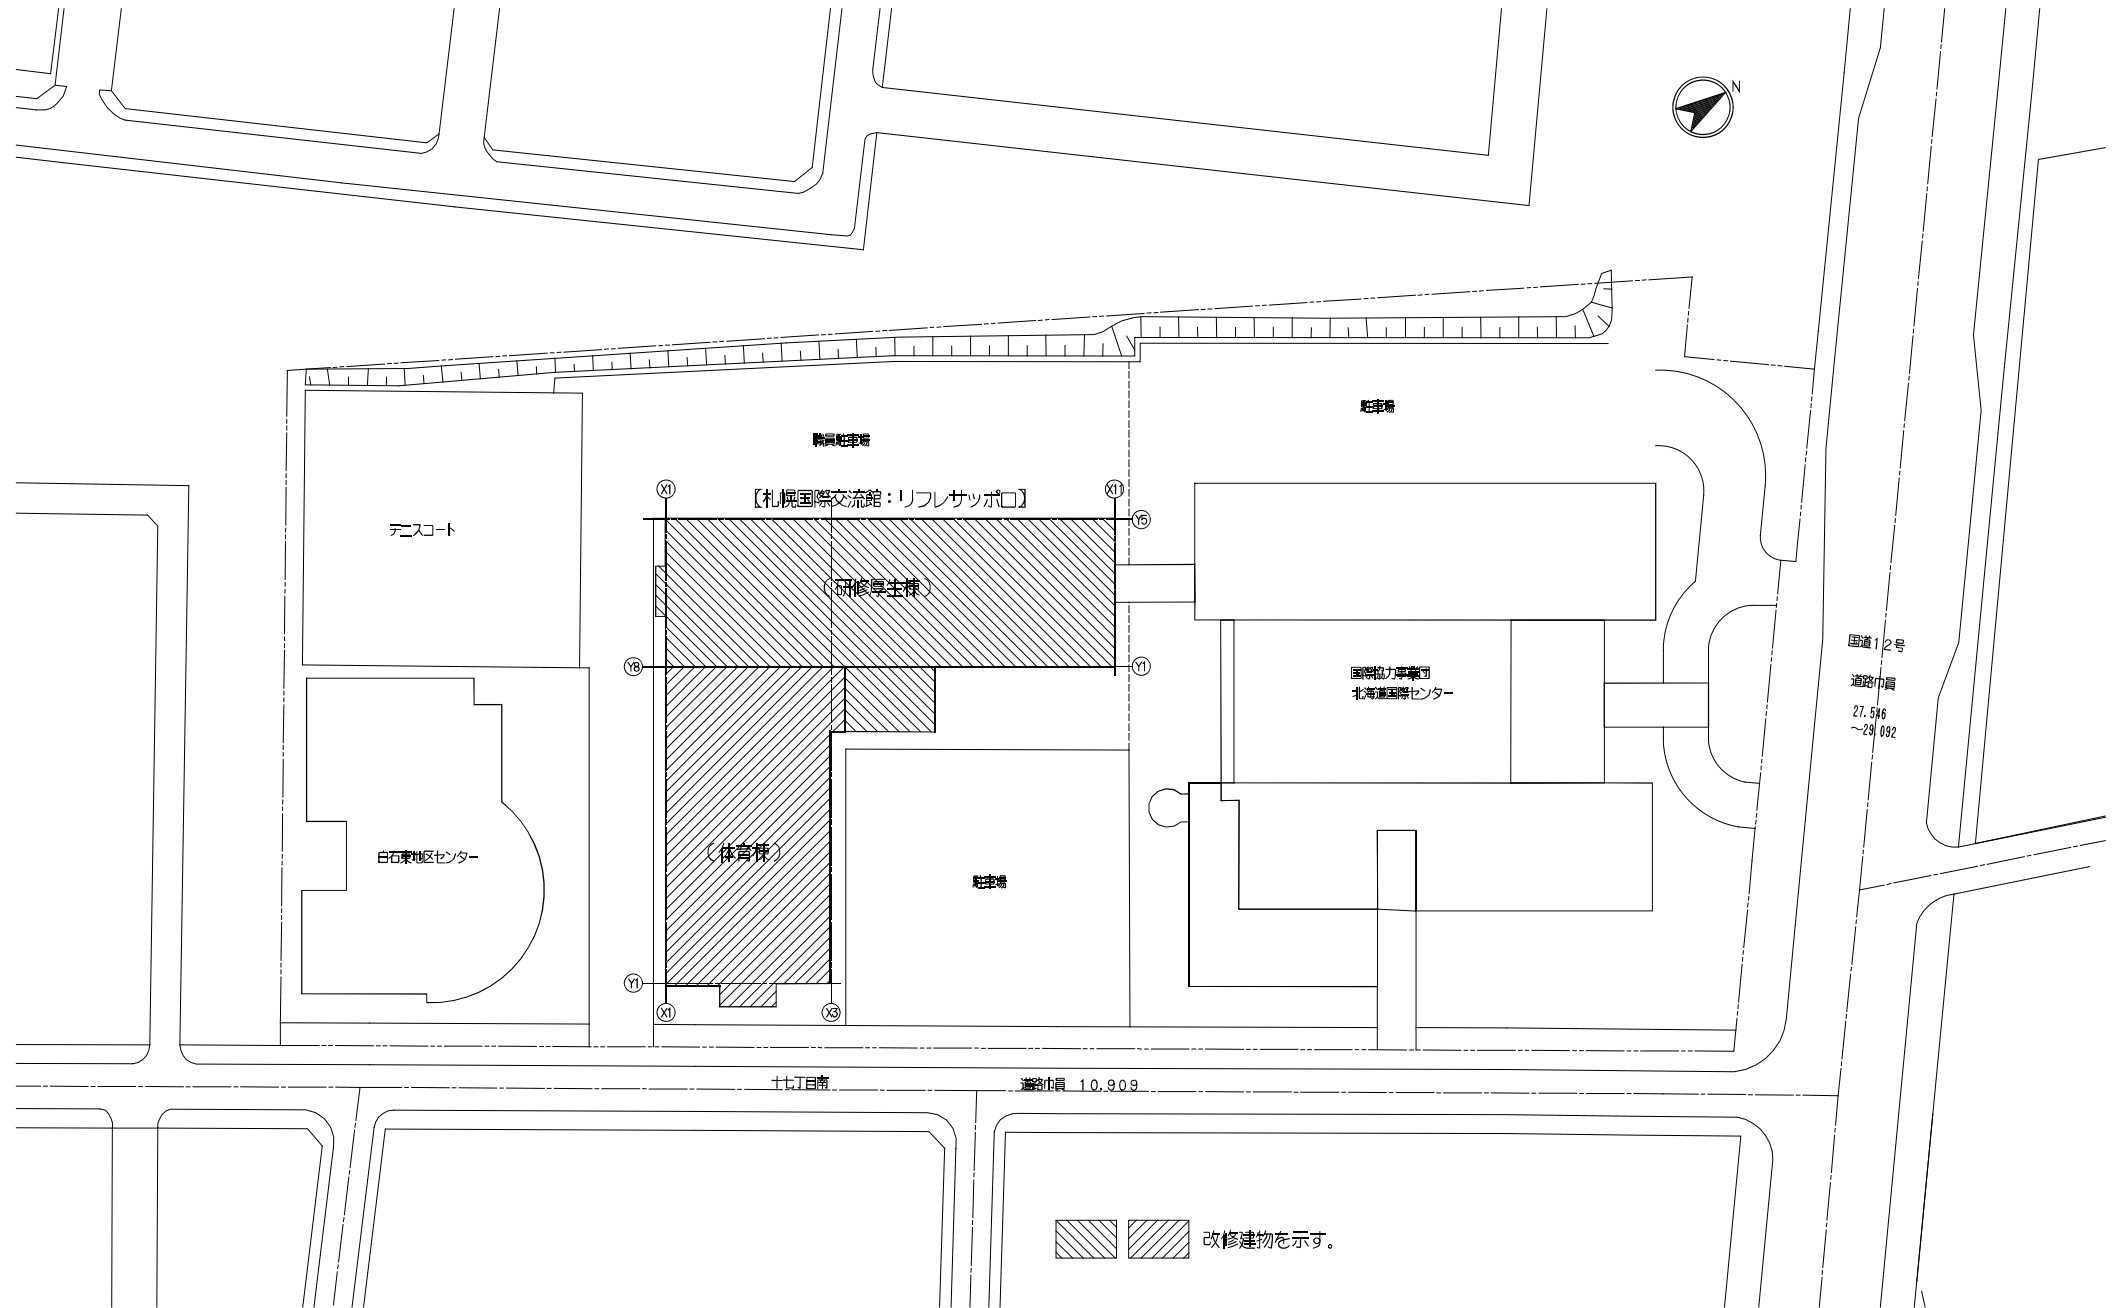 N
駐車場
職員駐車場
X1
【札幌国際交流館：リフレサッポロ】
X11
Y5
テニスコート
（研修厚生棟）
Y8
Y1
国際協力事業団
北海道国際センター
国道12号
道路巾員
27.546
～29.092
白石東地区センター
（体育棟）
駐車場
Y1
X1
X3
十七丁目南
道路巾員 10.909
改修建物を示す。